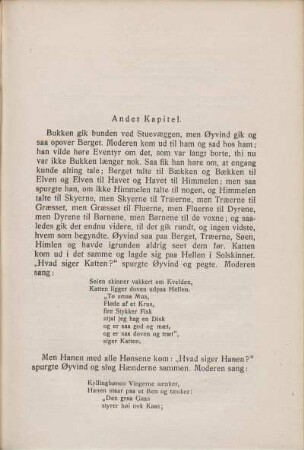 Andet Kapitel.
Bukken gik bunden ved Stuevæggen, men Øyvind gik og
saa opover Berget. Moderen kom ud til ham og sad hos ham;
han vilde høre Eventyr om det, som var langt borte, thi nu
var ikke Bukken længer nok. Saa fik han høre om, at engang
kunde alting tale; Berget talte til Bækken og Bækken til
Elven og Elven til Havet og Havet til Himmelen; men saa
spurgte han, om ikke Himmelen talte til nogen, og Himmelen
talte til Skyerne, men Skyerne til Træerne, men Træerne til
Græsset, men Græsset til Fluerne, men Fluerne til Dyrene,
men Dyrene til Børnene, men Børnene til de voxne; og saa-
ledes gik det endnu videre, til det gik rundt, og ingen vidste,
hvem som begyndte. Øyvind saa paa Berget, Træerne, Søen,
Himlen og havde igrunden aldrig seet dem før. Katten
kom ud i det samme og lagde sig paa Hellen i Solskinnet.
„Hvad siger Katten?“ spurgte Øyvind og pegte. Moderen
sang:
Solen skinner vakkert om Kvelden,
Katten ligger doven udpaa Hellen.
„To smaa Mus,
Fløde af et Krus,
fire Stykker Fisk
stjal jeg bag en Disk
og er saa god og mæt,
og er saa doven og træt“,
siger Katten.
Men Hanen med alle Hønsene kom: „Hvad siger Hanen?“
spurgte Øyvind og slog Hænderne sammen. Moderen sang:
Kyllinghønen Vingerne sænker,
Hanen staar paa et Ben og tænker:
„Den graa Gaas
styrer høi nok Kaas;